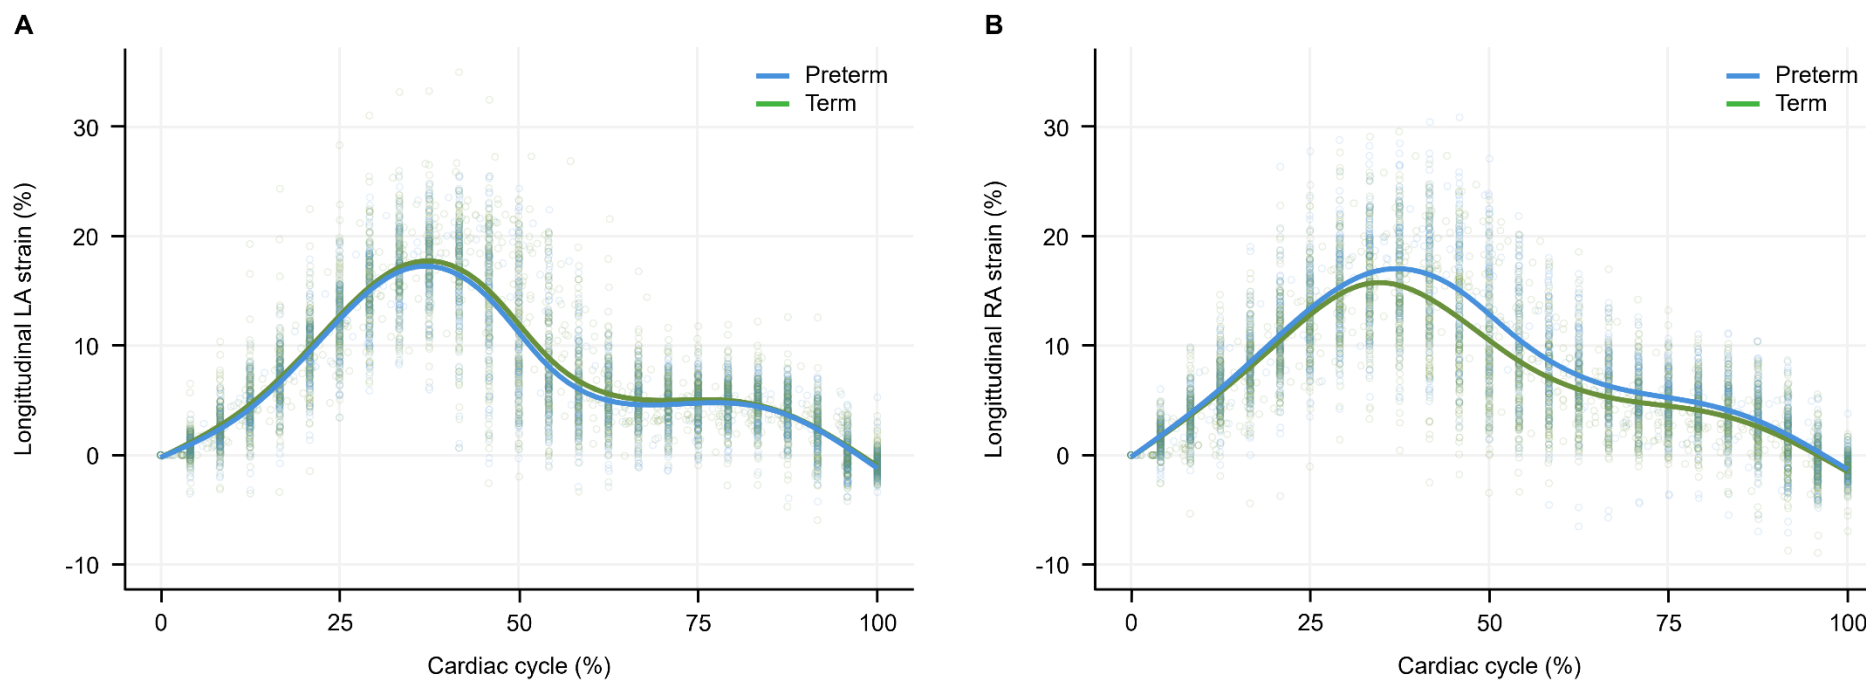 A
Longitudinal LA strain (%)
30
20
10
0
-10
0 25 50 75 100
Cardiac cycle (%)
Preterm
Term
B
Longitudinal RA strain (%)
30
20
10
0
-10
0 25 50 75 100
Cardiac cycle (%)
Preterm
Term